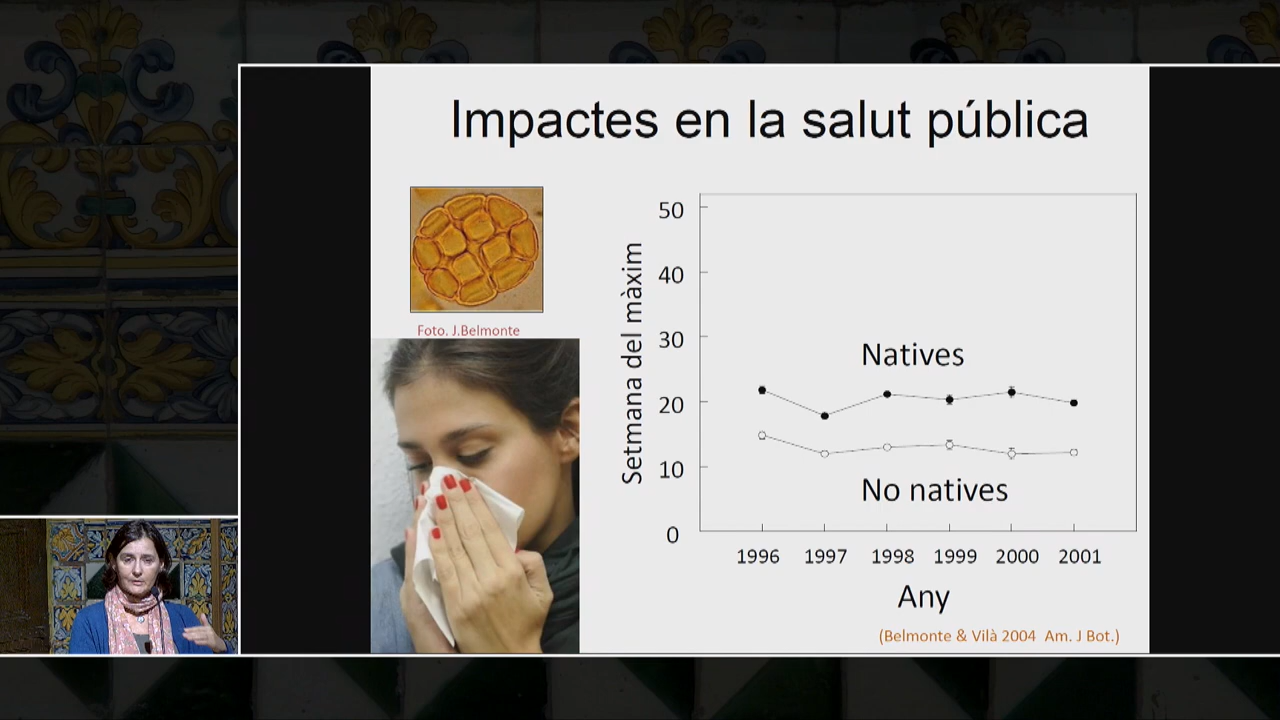 Impactes en la salut pública
Foto. J.Belmonte
Setmana del màxim
50
40
30
20
10
0
Natives
No natives
1996 1997 1998 1999 2000 2001
Any
(Belmonte & Vilà 2004 Am. J Bot.)